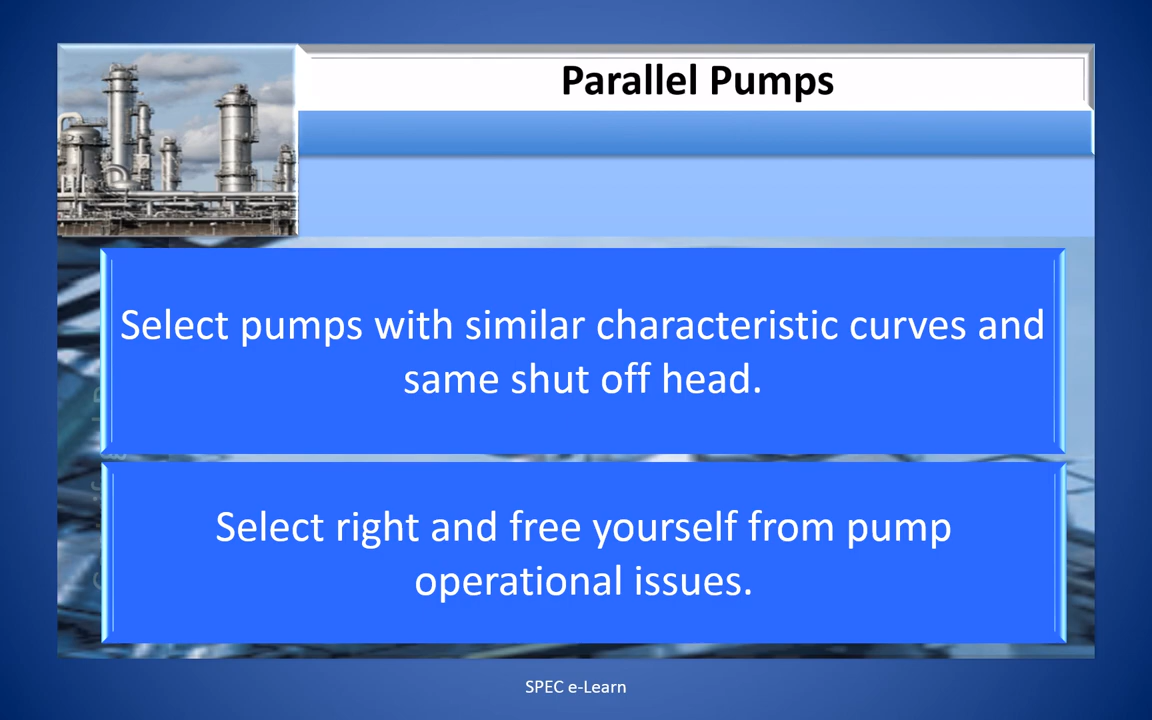 Parallel Pumps
Select pumps with similar characteristic curves and
same shut off head.
Select right and free yourself from pump
operational issues.
SPEC e-Learn